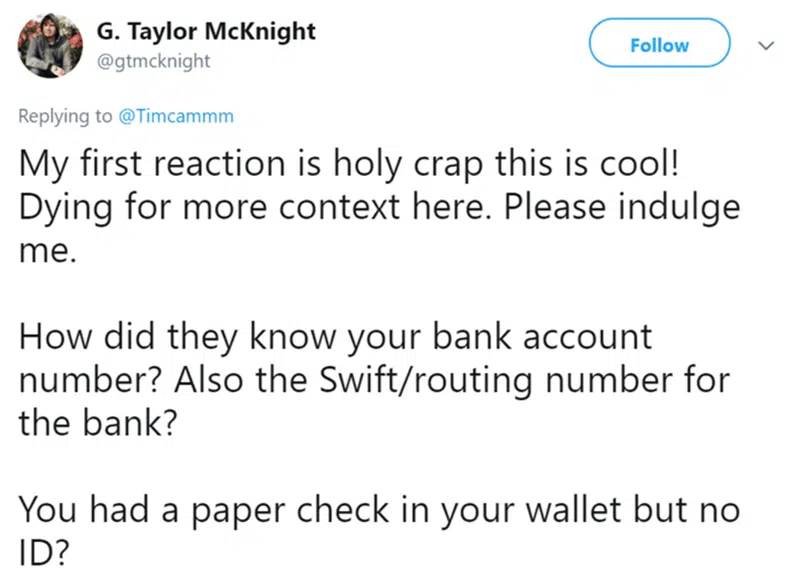 G. Taylor McKnight
@gtmcknight
Follow
Replying to @Timcammm
My first reaction is holy crap this is cool!
Dying for more context here. Please indulge
me.
How did they know your bank account
number? Also the Swift/routing number for
the bank?
You had a paper check in your wallet but no
ID?